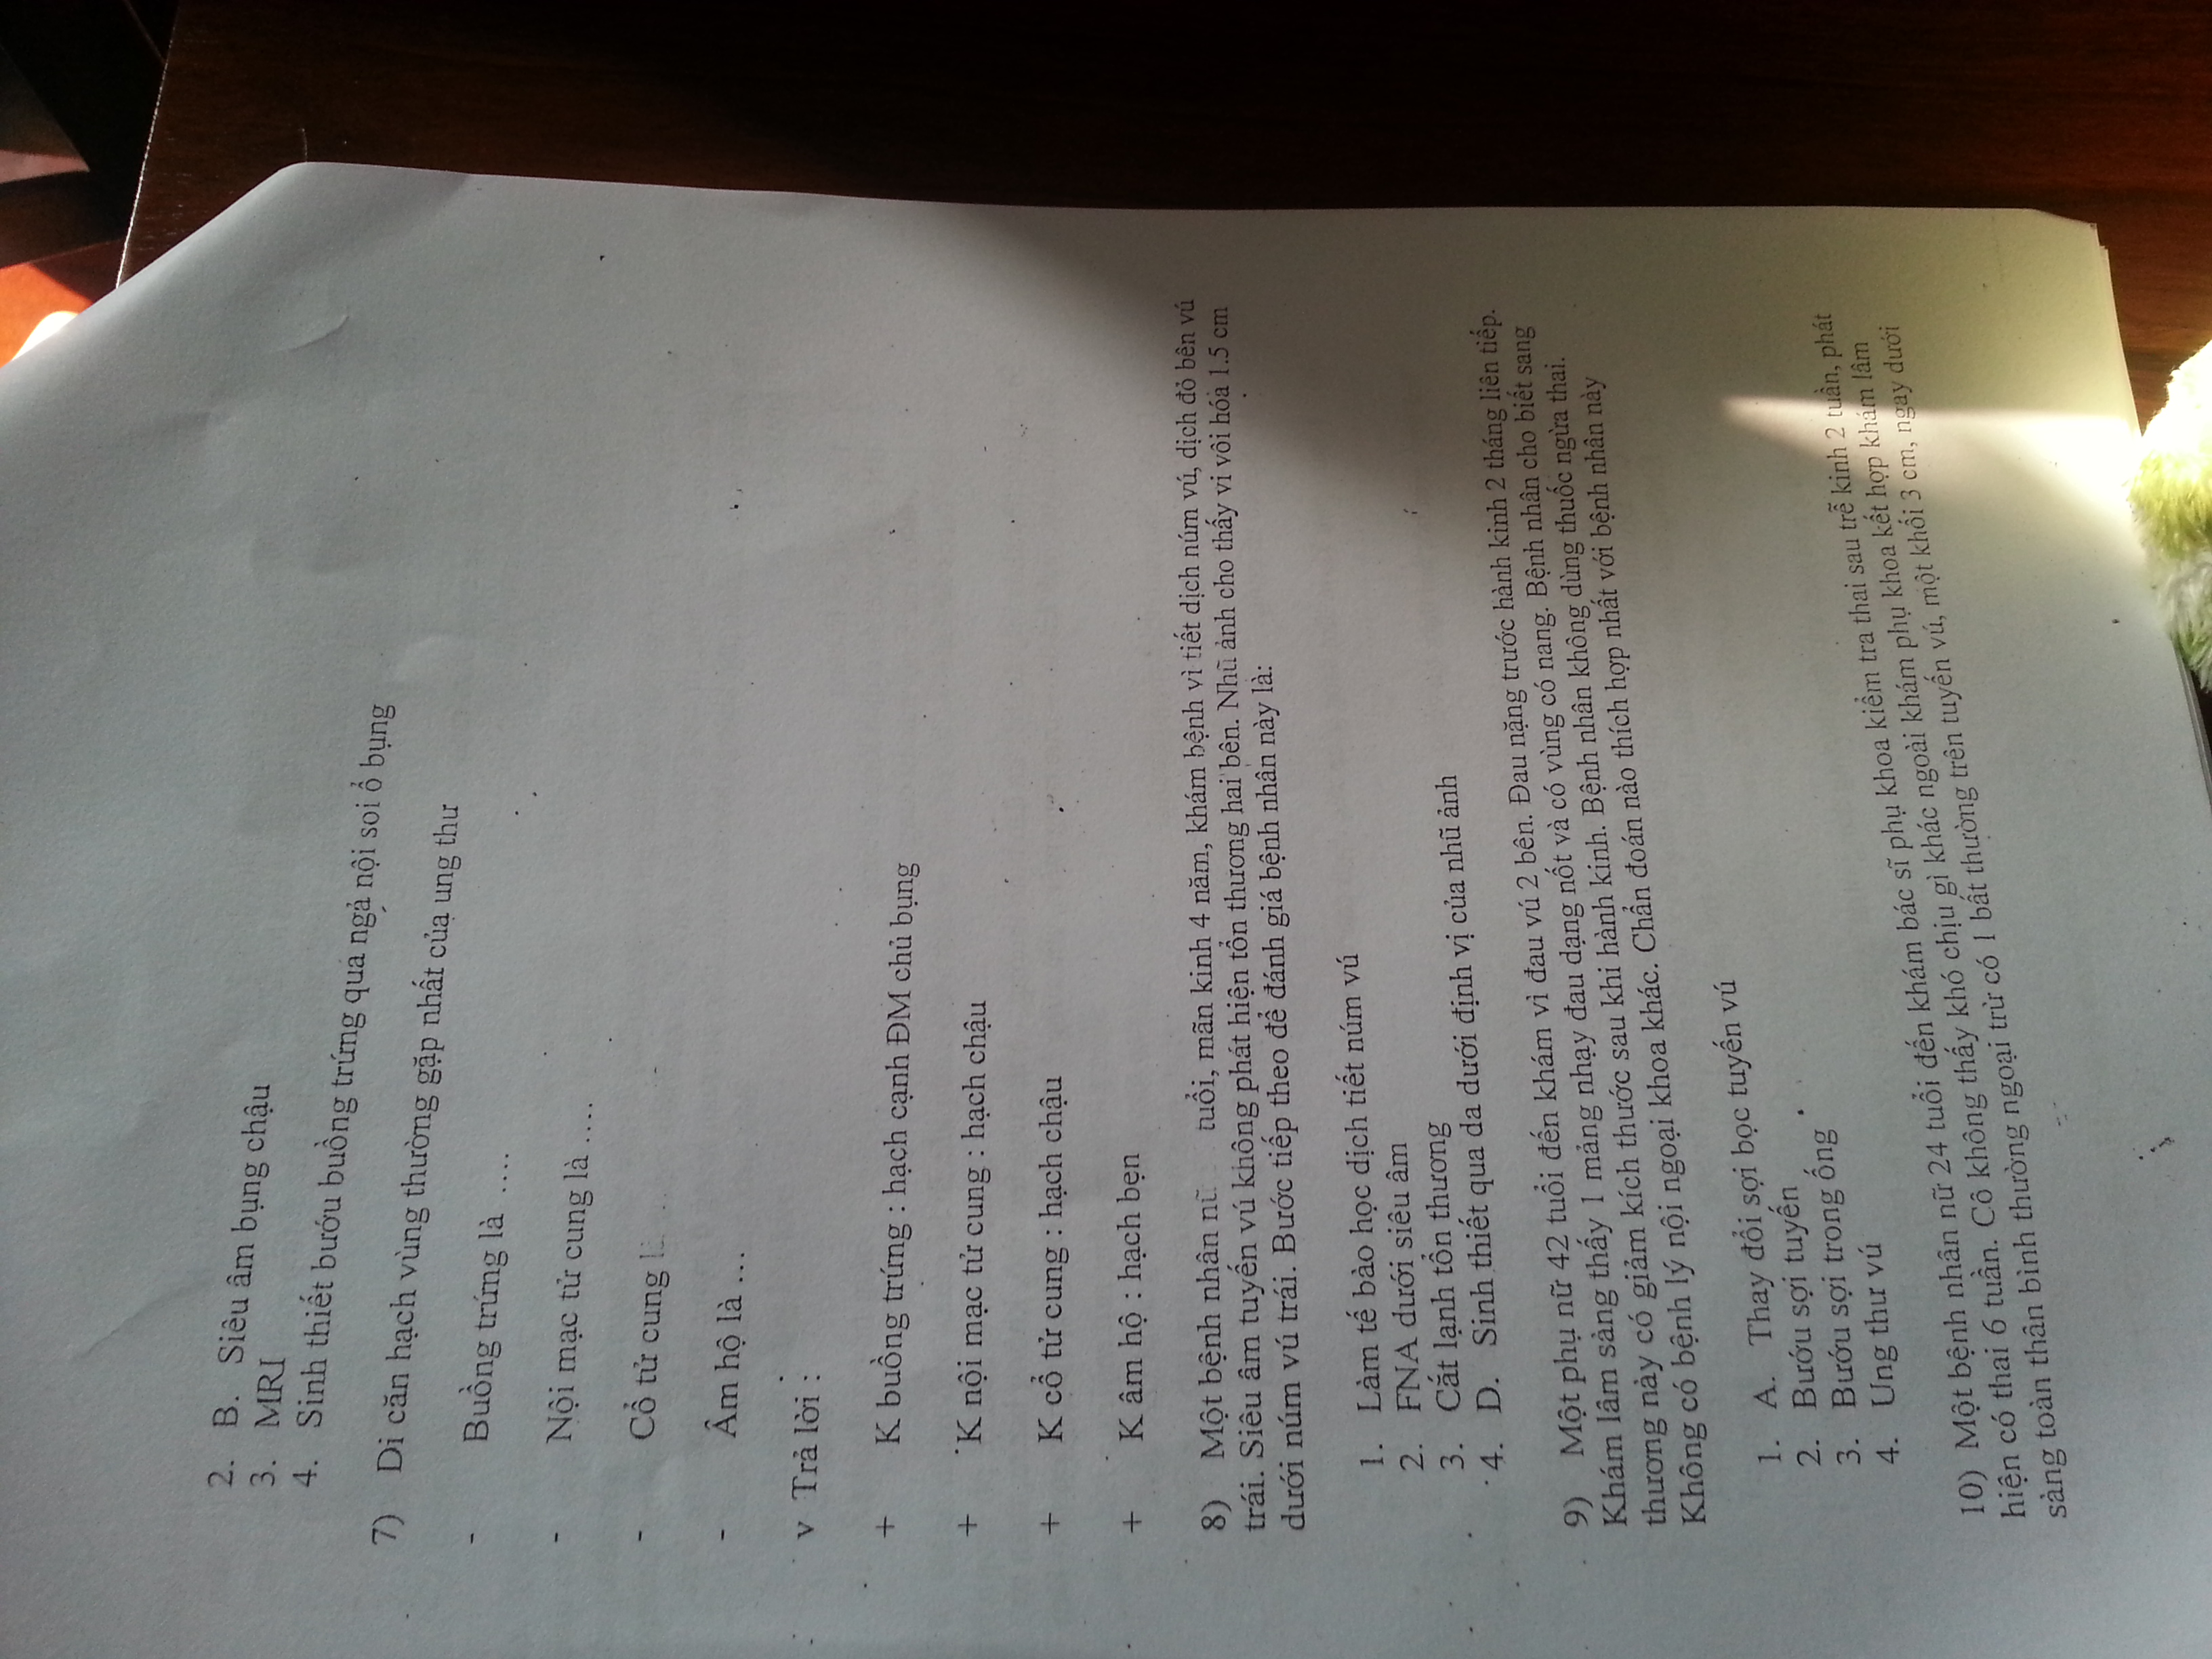 2. B. Siêu âm bụng chậu
3. MRI
4. Sinh thiết bướu buồng trứng qua ngả nội soi ổ bụng
7) Di căn hạch vùng thường gặp nhất của ung thư
- Buồng trứng là ….
- Nội mạc tử cung là….
- Cổ tử cung
- Âm hộ là …
v Trả lời :
+ K buồng trứng : hạch cạnh ĐM chủ bụng
+ K nội mạc tử cung : hạch chậu
+ K cổ tử cung : hạch chậu
+ K âm hộ : hạch bẹn
8) Một bệnh nhân nữ tuổi, mãn kinh 4 năm, khám bệnh vì tiết dịch núm vú, dịch đỏ bên vú
trái. Siêu âm tuyến vú không phát hiện tổn thương hai bên. Nhũ ảnh cho thấy vi vôi hóa 1.5 cm
dưới núm vú trái. Bước tiếp theo để đánh giá bệnh nhân này là:
1. Làm tế bào học dịch tiết núm vú
2. FNA dưới siêu âm
3. Cắt lạnh tổn thương
4. D. Sinh thiết qua da dưới định vị của nhũ ảnh
9) Một phụ nữ 42 tuổi đến khám vì đau vú 2 bên. Đau nặng trước hành kinh 2 tháng liên tiếp.
Khám lâm sàng thấy 1 mảng nhạy đau dạng nốt và có vùng có nang. Bệnh nhân cho biết sang
thương này có giảm kích thước sau khi hành kinh. Bệnh nhân không dùng thuốc ngừa thai.
Không có bệnh lý nội ngoại khoa khác. Chẩn đoán nào thích hợp nhất với bệnh nhân này
1. A. Thay đổi sợi bọc tuyến vú
2. Bướu sợi tuyến
3. Bướu sợi trong ống
4. Ung thư vú
10) Một bệnh nhân nữ 24 tuổi đến khám bác sĩ phụ khoa kiểm tra thai sau trễ kinh 2 tuần, phát
hiện có thai 6 tuần. Cô không thấy khó chịu gì khác ngoài khám phụ khoa kết hợp khám lâm
sàng toàn thân bình thường ngoại trừ có 1 bất thường trên tuyến vú, một khối 3 cm, ngay dưới